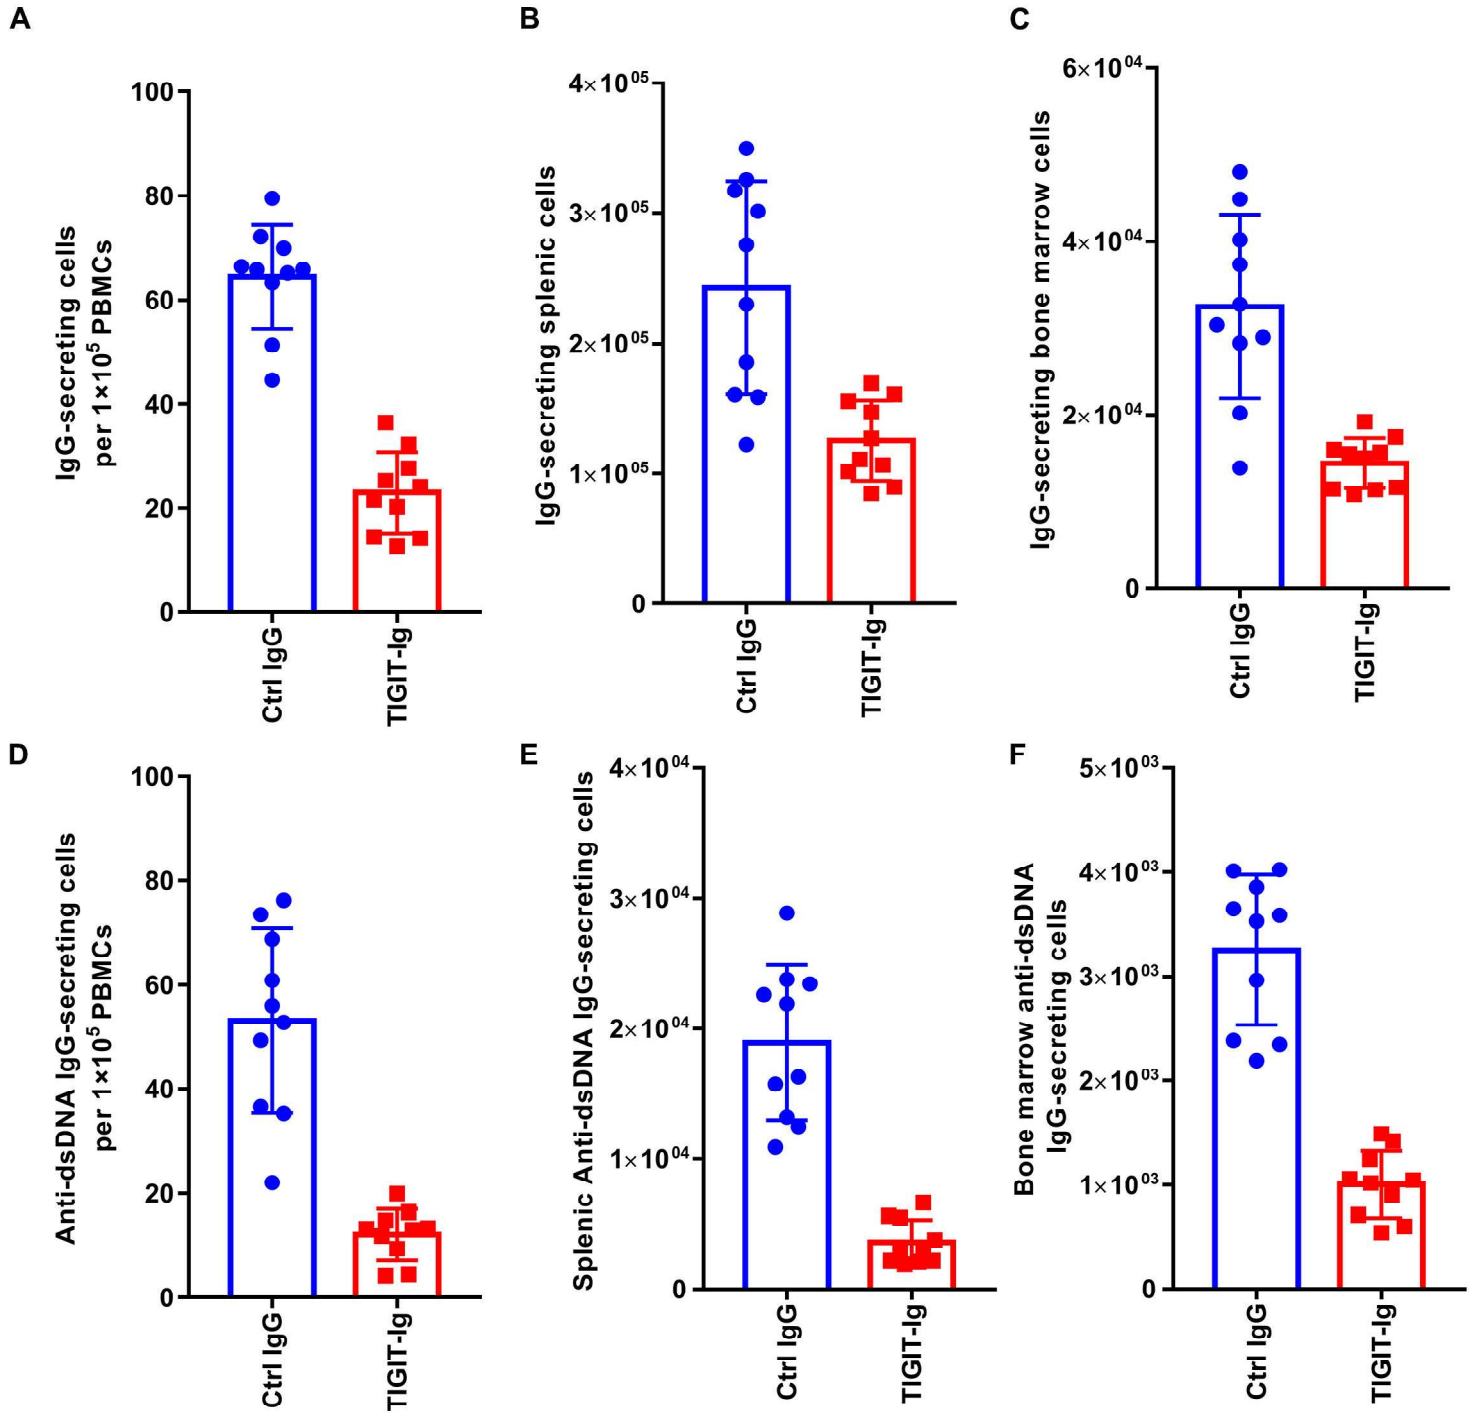 A
IgG-secreting cells
per 1×10⁵ PBMCs
100
80
60
40
20
0
Ctrl IgG
TIGIT-Ig
B
IgG-secreting splenic cells
4×10⁰⁵
3×10⁰⁵
2×10⁰⁵
1×10⁰⁵
0
Ctrl IgG
TIGIT-Ig
C
IgG-secreting bone marrow cells
6×10⁰⁴
4×10⁰⁴
2×10⁰⁴
0
Ctrl IgG
TIGIT-Ig
D
Anti-dsDNA IgG-secreting cells
per 1×10⁵ PBMCs
100
80
60
40
20
0
Ctrl IgG
TIGIT-Ig
E
Splenic Anti-dsDNA IgG-secreting cells
4×10⁰⁴
3×10⁰⁴
2×10⁰⁴
1×10⁰⁴
0
Ctrl IgG
TIGIT-Ig
F
Bone marrow anti-dsDNA
IgG-secreting cells
5×10⁰³
4×10⁰³
3×10⁰³
2×10⁰³
1×10⁰³
0
Ctrl IgG
TIGIT-Ig